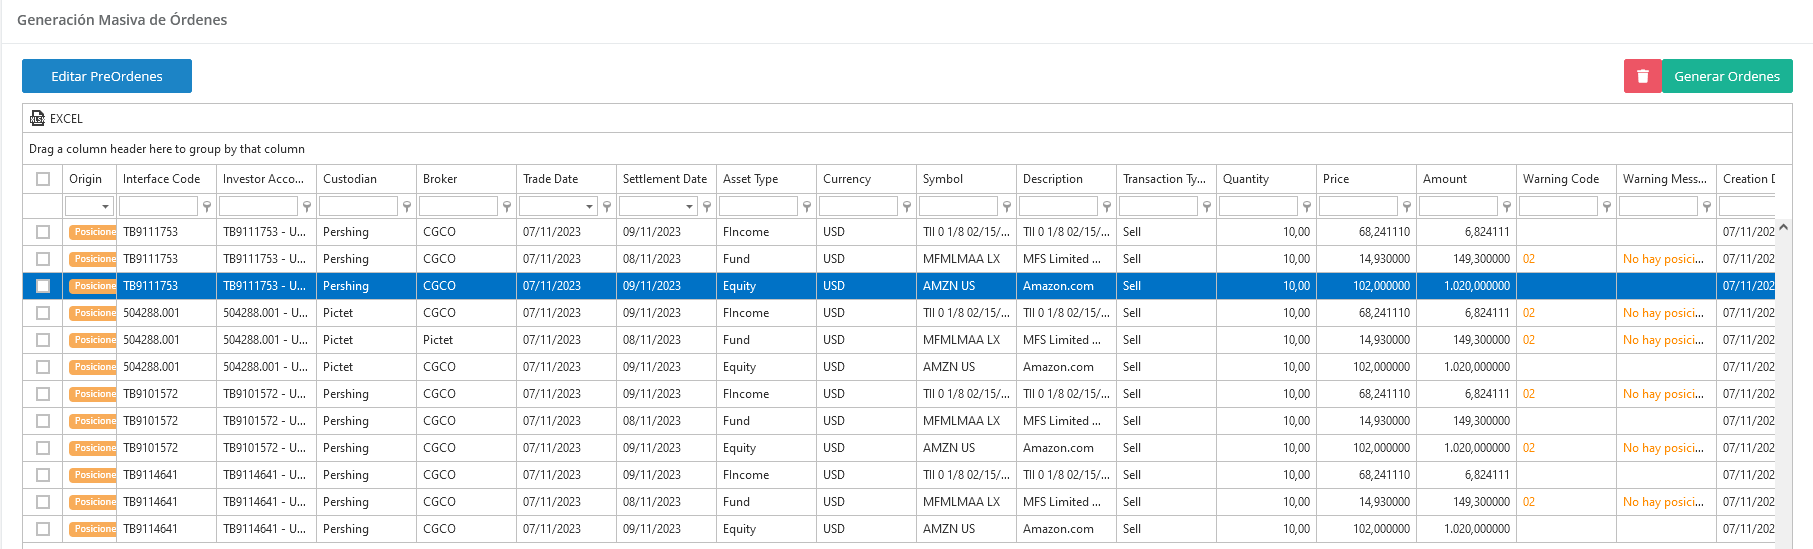 Generación Masiva de Órdenes
Editar PreOrdenes Generar Ordenes
EXCEL
Drag a column header here to group by that column
Origin Interface Code Investor Acco... Custodian Broker Trade Date Settlement Date Asset Type Currency Symbol Description Transaction Ty... Quantity Price Amount Warning Code Warning Mess... Creation D
Posicione TB9111753 TB9111753 - U... Pershing CGCO 07/11/2023 09/11/2023 FIncome USD TII 0 1/8 02/15/... TII 0 1/8 02/15/... Sell 10,00 68,241110 6,824111 07/11/202
Posicione TB9111753 TB9111753 - U... Pershing CGCO 07/11/2023 09/11/2023 Fund USD MFMLMAA LX MFS Limited ... Sell 10,00 14,930000 149,300000 02 No hay posici... 07/11/202
Posicione TB9111753 TB9111753 - U... Pershing CGCO 07/11/2023 09/11/2023 Equity USD AMZN US Amazon.com Sell 10,00 102,000000 1.020,000000 07/11/202
Posicione 504288.001 504288.001 - U... Pictet CGCO 07/11/2023 09/11/2023 FIncome USD TII 0 1/8 02/15/... TII 0 1/8 02/15/... Sell 10,00 68,241110 6,824111 02 No hay posici... 07/11/202
Posicione 504288.001 504288.001 - U... Pictet Pictet 07/11/2023 08/11/2023 Fund USD MFMLMAA LX MFS Limited ... Sell 10,00 14,930000 149,300000 02 No hay posici... 07/11/202
Posicione 504288.001 504288.001 - U... Pictet CGCO 07/11/2023 09/11/2023 Equity USD AMZN US Amazon.com Sell 10,00 102,000000 1.020,000000 07/11/202
Posicione TB9101572 TB9101572 - U... Pershing CGCO 07/11/2023 09/11/2023 FIncome USD TII 0 1/8 02/15/... TII 0 1/8 02/15/... Sell 10,00 68,241110 6,824111 02 No hay posici... 07/11/202
Posicione TB9101572 TB9101572 - U... Pershing CGCO 07/11/2023 08/11/2023 Fund USD MFMLMAA LX MFS Limited ... Sell 10,00 14,930000 149,300000 07/11/202
Posicione TB9101572 TB9101572 - U... Pershing CGCO 07/11/2023 09/11/2023 Equity USD AMZN US Amazon.com Sell 10,00 102,000000 1.020,000000 02 No hay posici... 07/11/202
Posicione TB9114641 TB9114641 - U... Pershing CGCO 07/11/2023 09/11/2023 FIncome USD TII 0 1/8 02/15/... TII 0 1/8 02/15/... Sell 10,00 68,241110 6,824111 07/11/202
Posicione TB9114641 TB9114641 - U... Pershing CGCO 07/11/2023 08/11/2023 Fund USD MFMLMAA LX MFS Limited ... Sell 10,00 14,930000 149,300000 02 No hay posici... 07/11/202
Posicione TB9114641 TB9114641 - U... Pershing CGCO 07/11/2023 09/11/2023 Equity USD AMZN US Amazon.com Sell 10,00 102,000000 1.020,000000 07/11/202